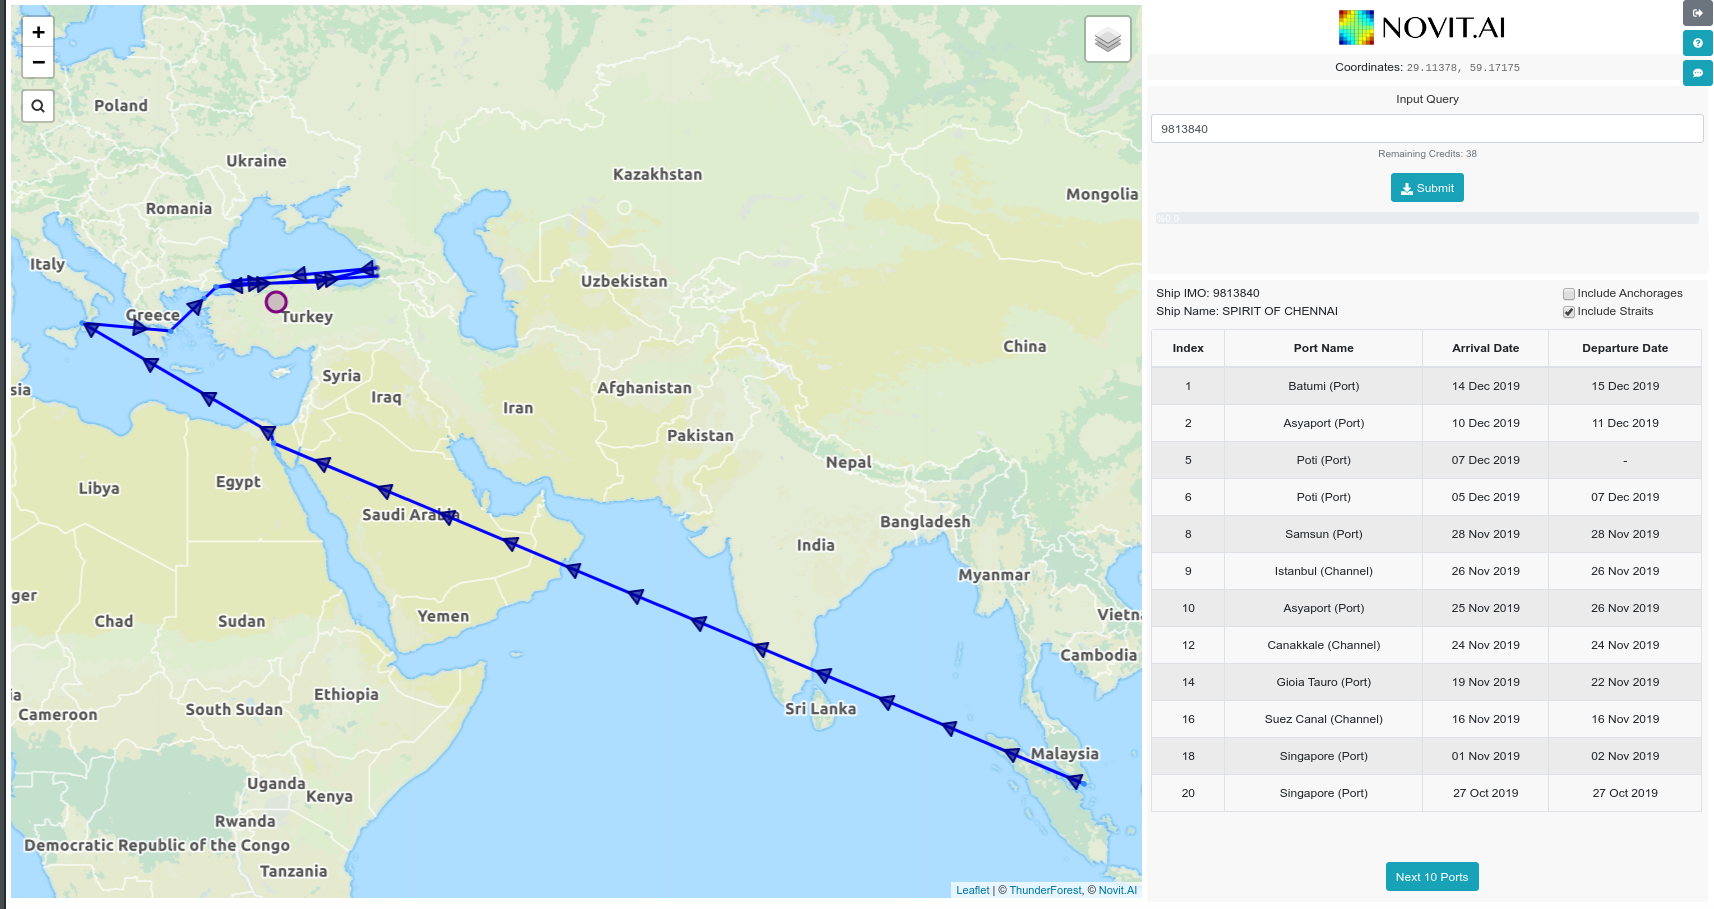 +
−
Poland
Ukraine
Kazakhstan
Mongolia
Romania
Italy
Uzbekistan
Greece
Turkey
China
Syria
sia
Iraq
Iran
Afghanistan
Pakistan
Nepal
Libya
Egypt
Saudi Arabia
Bangladesh
India
Myanmar
ger
Chad
Sudan
Yemen
Vietn
Cambodia
Ethiopia
ia
Cameroon
South Sudan
Sri Lanka
Malaysia
Uganda
Kenya
Rwanda
Democratic Republic of the Congo
Tanzania
Leaflet | © ThunderForest, © Novit.AI
NOVIT.AI
Coordinates: 29.11378, 59.17175
Input Query
9813840
Remaining Credits: 38
Submit
%0.0
Ship IMO: 9813840
Include Anchorages
Ship Name: SPIRIT OF CHENNAI
Include Straits
Index Port Name Arrival Date Departure Date
1 Batumi (Port) 14 Dec 2019 15 Dec 2019
2 Asyaport (Port) 10 Dec 2019 11 Dec 2019
5 Poti (Port) 07 Dec 2019 -
6 Poti (Port) 05 Dec 2019 07 Dec 2019
8 Samsun (Port) 28 Nov 2019 28 Nov 2019
9 Istanbul (Channel) 26 Nov 2019 26 Nov 2019
10 Asyaport (Port) 25 Nov 2019 26 Nov 2019
12 Canakkale (Channel) 24 Nov 2019 24 Nov 2019
14 Gioia Tauro (Port) 19 Nov 2019 22 Nov 2019
16 Suez Canal (Channel) 16 Nov 2019 16 Nov 2019
18 Singapore (Port) 01 Nov 2019 02 Nov 2019
20 Singapore (Port) 27 Oct 2019 27 Oct 2019
Next 10 Ports